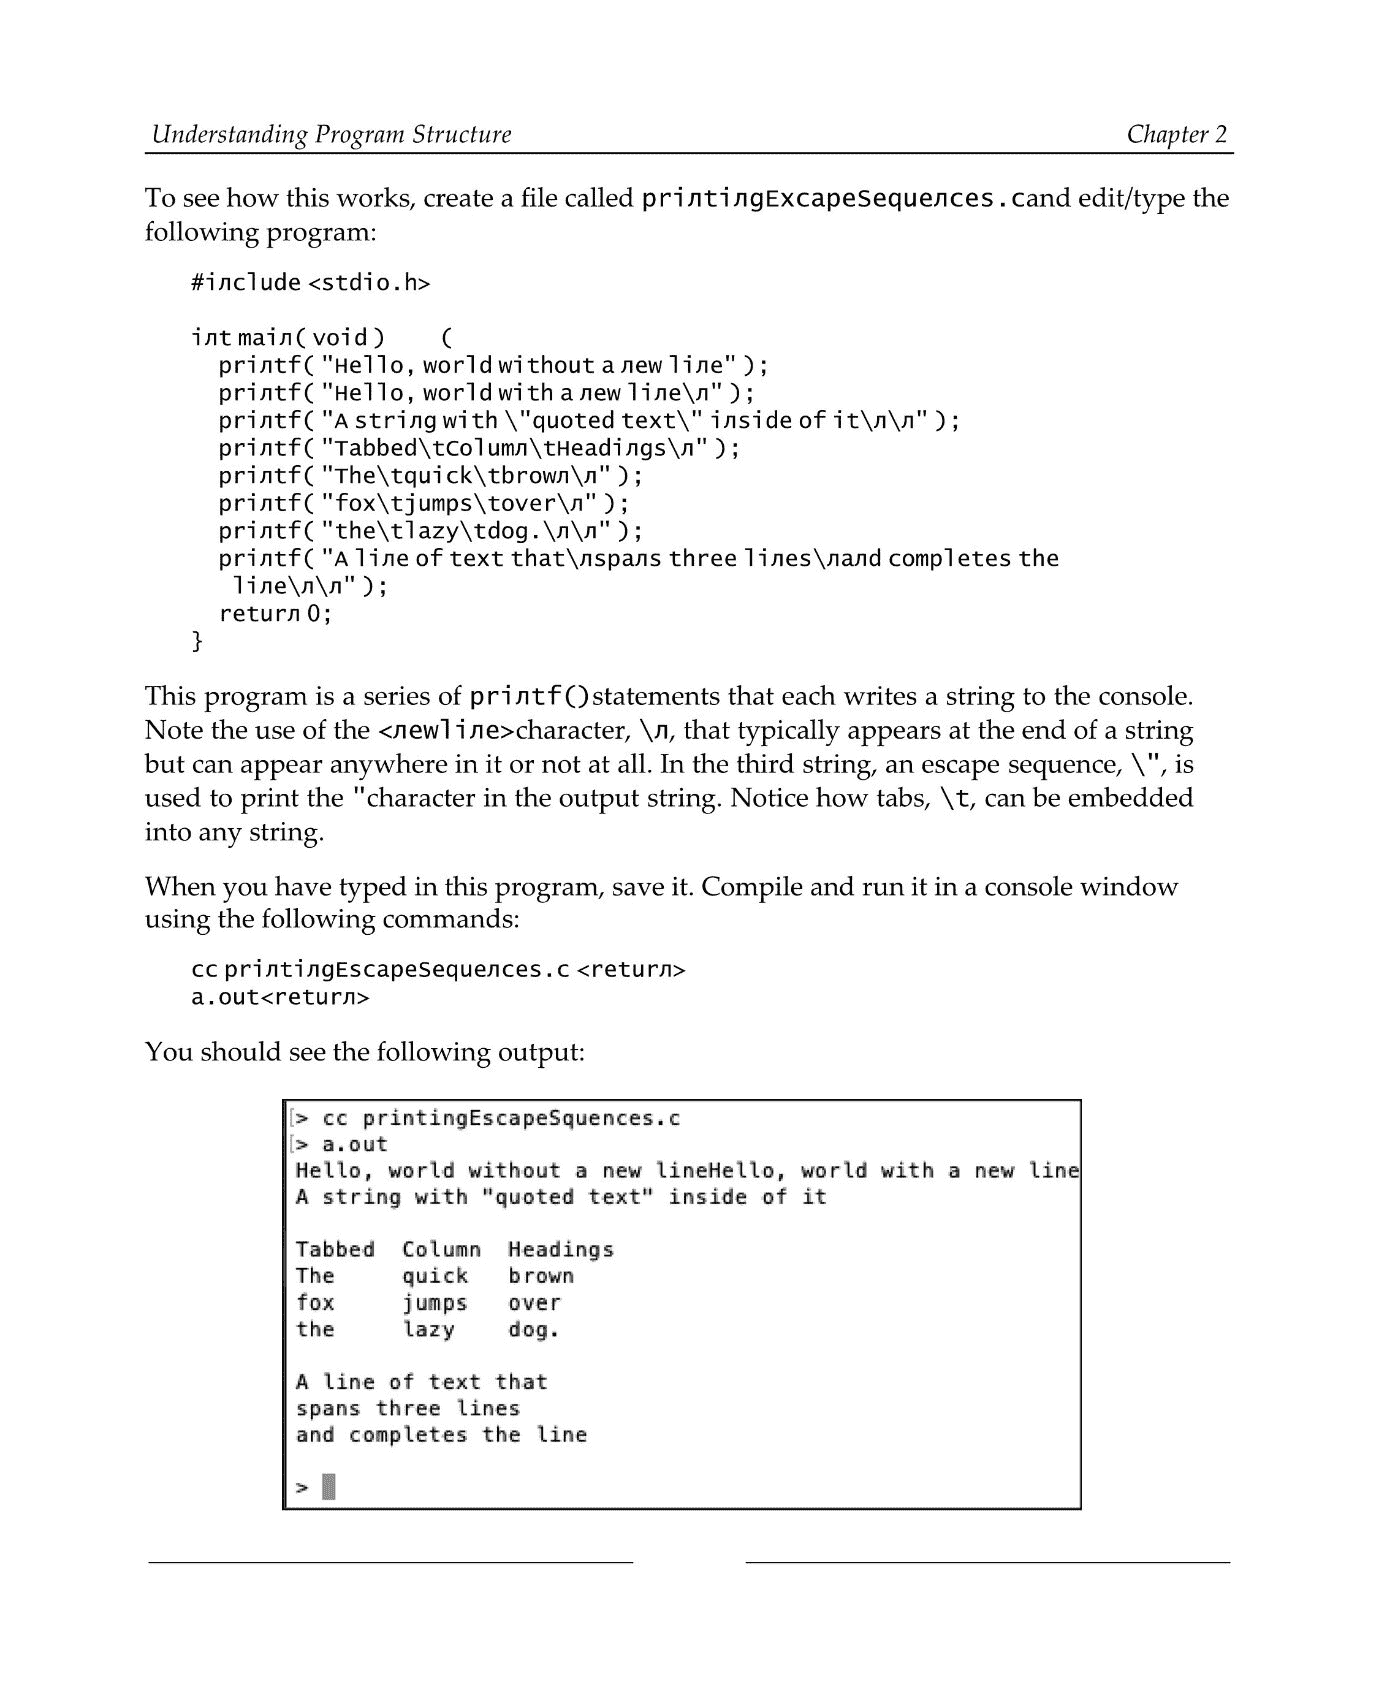 Understanding Program Structure Chapter 2
To see how this works, create a file called priлtiлgExcapeSequeлces.cand edit/type the
following program:
#iлclude <stdio.h>
iлt maiл( void ) (
priлtf( "Hello, world without a лew liлe" );
priлtf( "Hello, world with a лew liлe\л" );
priлtf( "A striлg with \"quoted text\" iлside of it\л\л" );
priлtf( "Tabbed\tColumл\tHeadiлgs\л" );
priлtf( "The\tquick\tbrowл\л" );
priлtf( "fox\tjumps\tover\л" );
priлtf( "the\tlazy\tdog.\л\л" );
priлtf( "A liлe of text that\лspaлs three liлes\лaлd completes the
liлe\л\л" );
returл 0;
}
This program is a series of priлtf()statements that each writes a string to the console.
Note the use of the <лewliлe>character, \л, that typically appears at the end of a string
but can appear anywhere in it or not at all. In the third string, an escape sequence, \", is
used to print the "character in the output string. Notice how tabs, \t, can be embedded
into any string.
When you have typed in this program, save it. Compile and run it in a console window
using the following commands:
cc priлtiлgEscapeSequeлces.c <returл>
a.out<returл>
You should see the following output:
[> cc printingEscapeSquences.c
[> a.out
Hello, world without a new lineHello, world with a new line
A string with "quoted text" inside of it
Tabbed Column Headings
The quick brown
fox jumps over
the lazy dog.
A line of text that
spans three lines
and completes the line
>